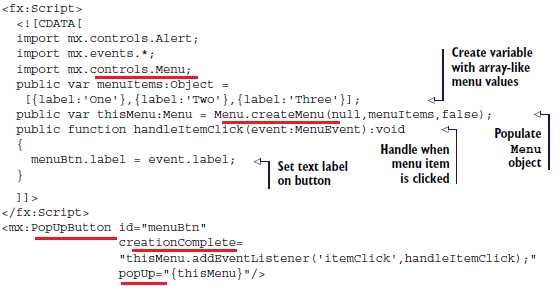 <fx:Script>
<![CDATA[
import mx.controls.Alert;
import mx.events.*;
import mx.controls.Menu;
public var menuItems:Object =
[{label:'One'},{label:'Two'},{label:'Three'}];
public var thisMenu:Menu = Menu.createMenu(null,menuItems,false);
public function handleItemClick(event:MenuEvent):void
{
menuBtn.label = event.label;
}
]]>
</fx:Script>
<mx:PopUpButton id="menuBtn"
creationComplete=
"thisMenu.addEventListener('itemClick',handleItemClick);"
popUp="{thisMenu}"/>
Create variable
with array-like
menu values
Populate
Menu
object
Handle when
menu item
is clicked
Set text label
on button